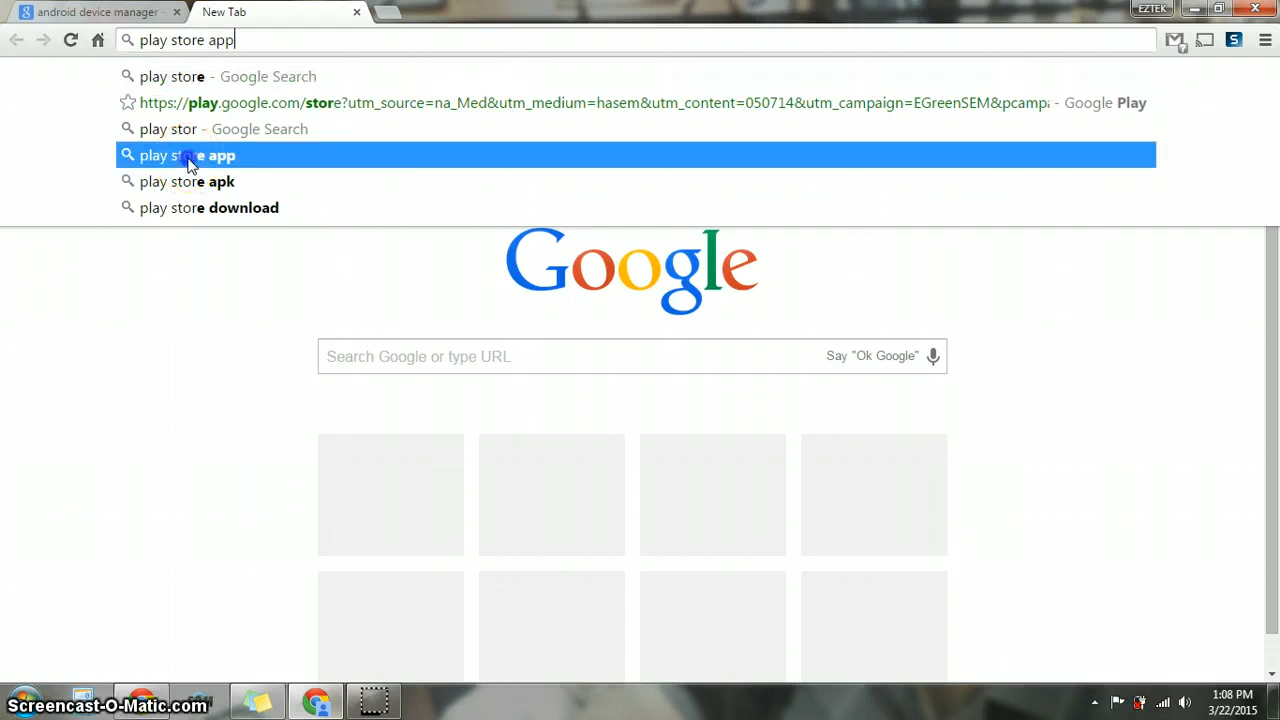 android device manager -
New Tab
EZTEK
play store app
play store - Google Search
https://play.google.com/store?utm_source=na_Med&utm_medium=hasem&utm_content=050714&utm_campaign=EGreenSEM&pcampa - Google Play
play stor - Google Search
play store app
play store apk
play store download
Google
Search Google or type URL
Say "Ok Google"
1:08 PM
3/22/2015
Screencast-O-Matic.com